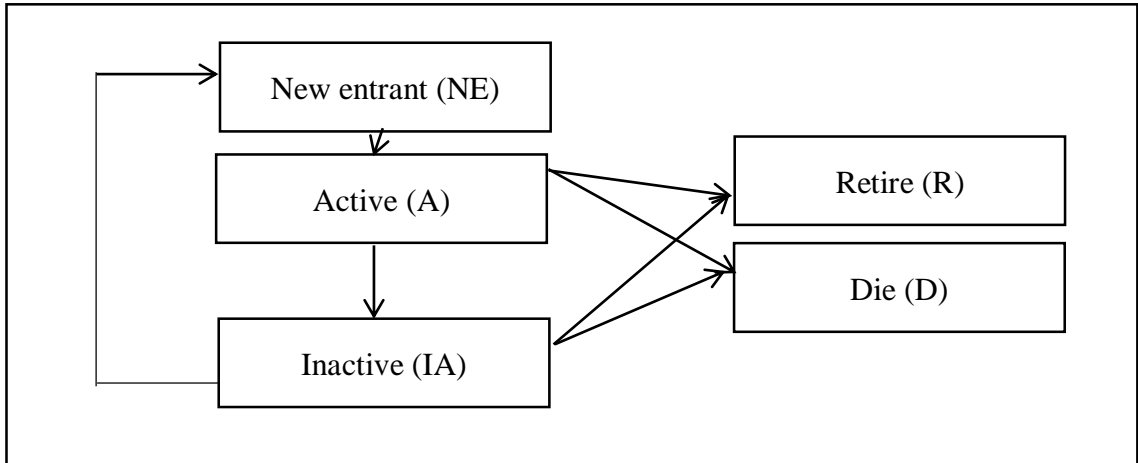 New entrant (NE)
Active (A)
Inactive (IA)
Retire (R)
Die (D)